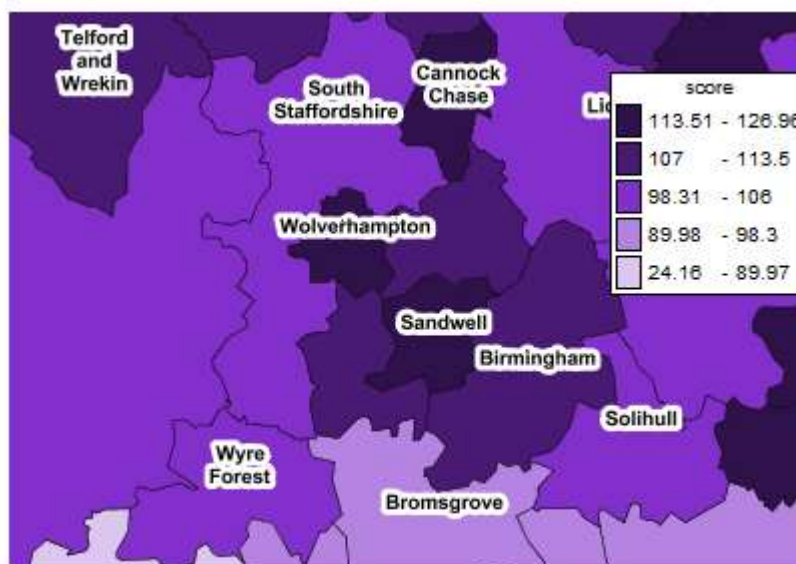 Telford
and
Wrekin
South
Staffordshire
Cannock
Chase
Wolverhampton
Sandwell
Birmingham
Solihull
Wyre
Forest
Bromsgrove
score
113.51 - 126.96
107 - 113.5
98.31 - 106
89.98 - 98.3
24.16 - 89.97